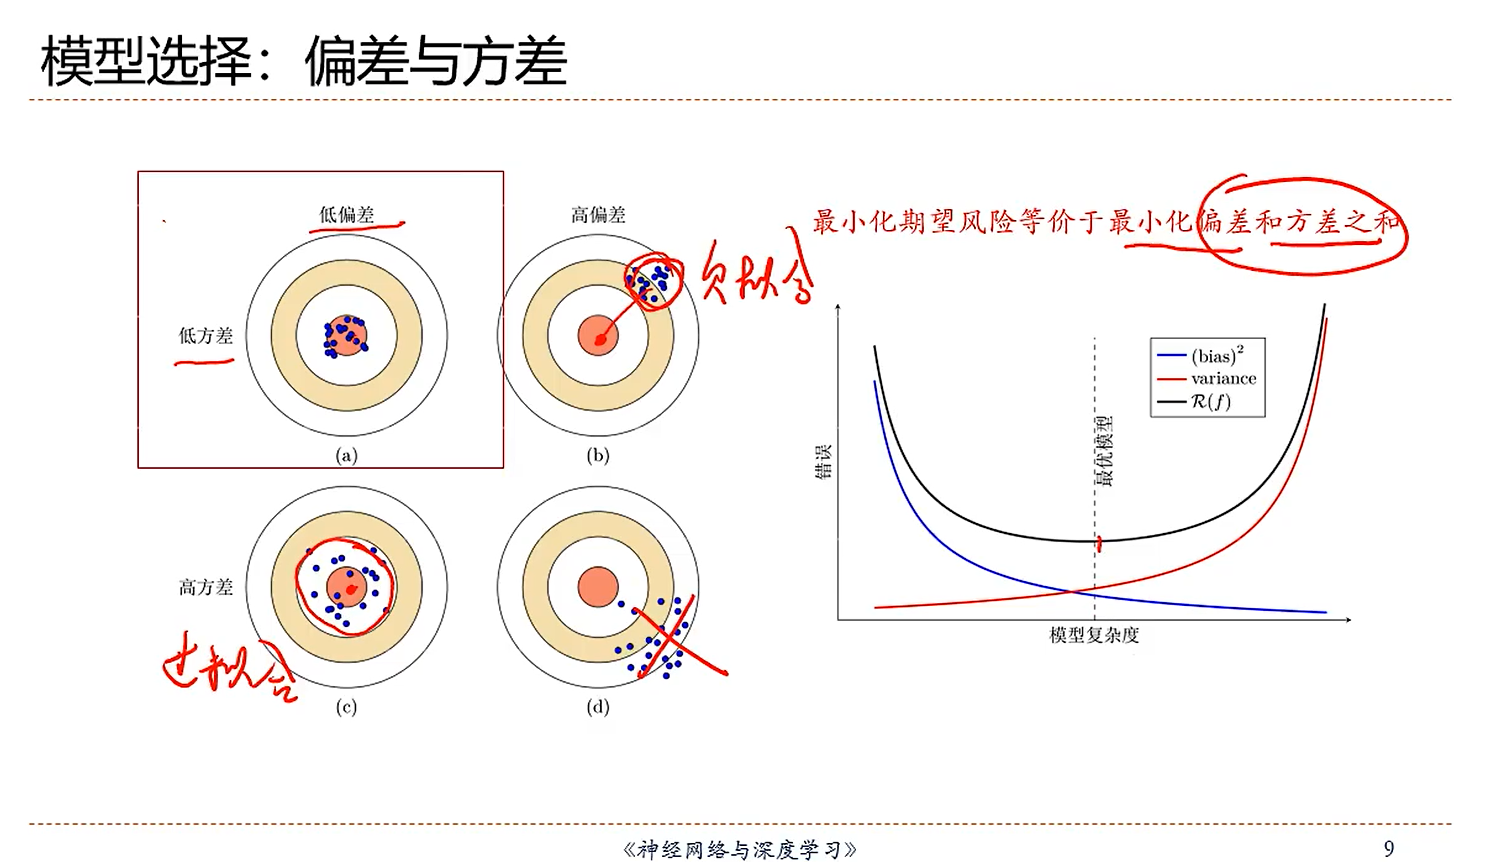 模型选择：偏差与方差
低偏差
高偏差
最小化期望风险等价于最小化偏差和方差之和
欠拟合
低方差
(bias)²
variance
R(f)
最优模型
错误
(a)
(b)
高方差
模型复杂度
过拟合
(c)
(d)
《神经网络与深度学习》
9